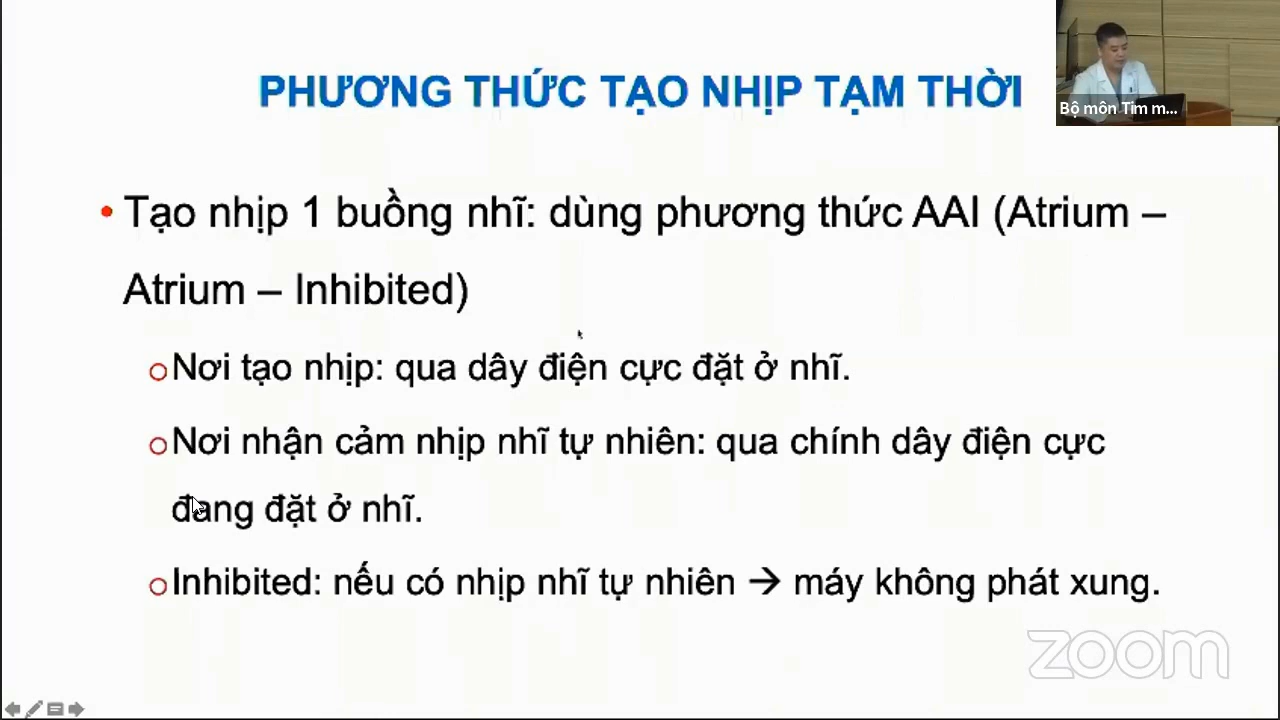 PHƯƠNG THỨC TẠO NHỊP TẠM THỜI
Bộ môn Tim m...
• Tạo nhịp 1 buồng nhĩ: dùng phương thức AAI (Atrium –
Atrium – Inhibited)
o Nơi tạo nhịp: qua dây điện cực đặt ở nhĩ.
o Nơi nhận cảm nhịp nhĩ tự nhiên: qua chính dây điện cực
đang đặt ở nhĩ.
o Inhibited: nếu có nhịp nhĩ tự nhiên → máy không phát xung.
zoom